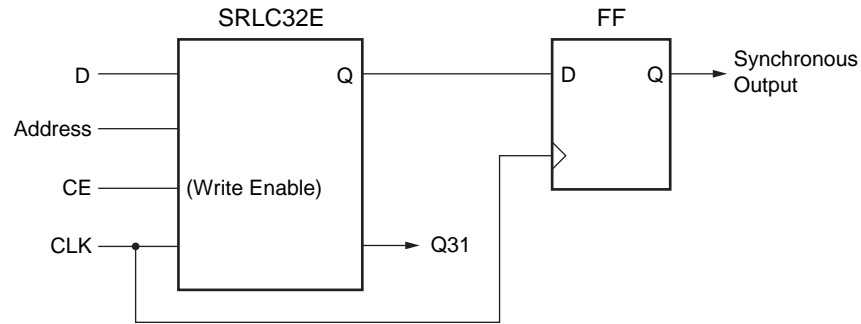 SRLC32E
FF
D
Q
D
Q
Synchronous
Output
Address
CE
(Write Enable)
CLK
Q31